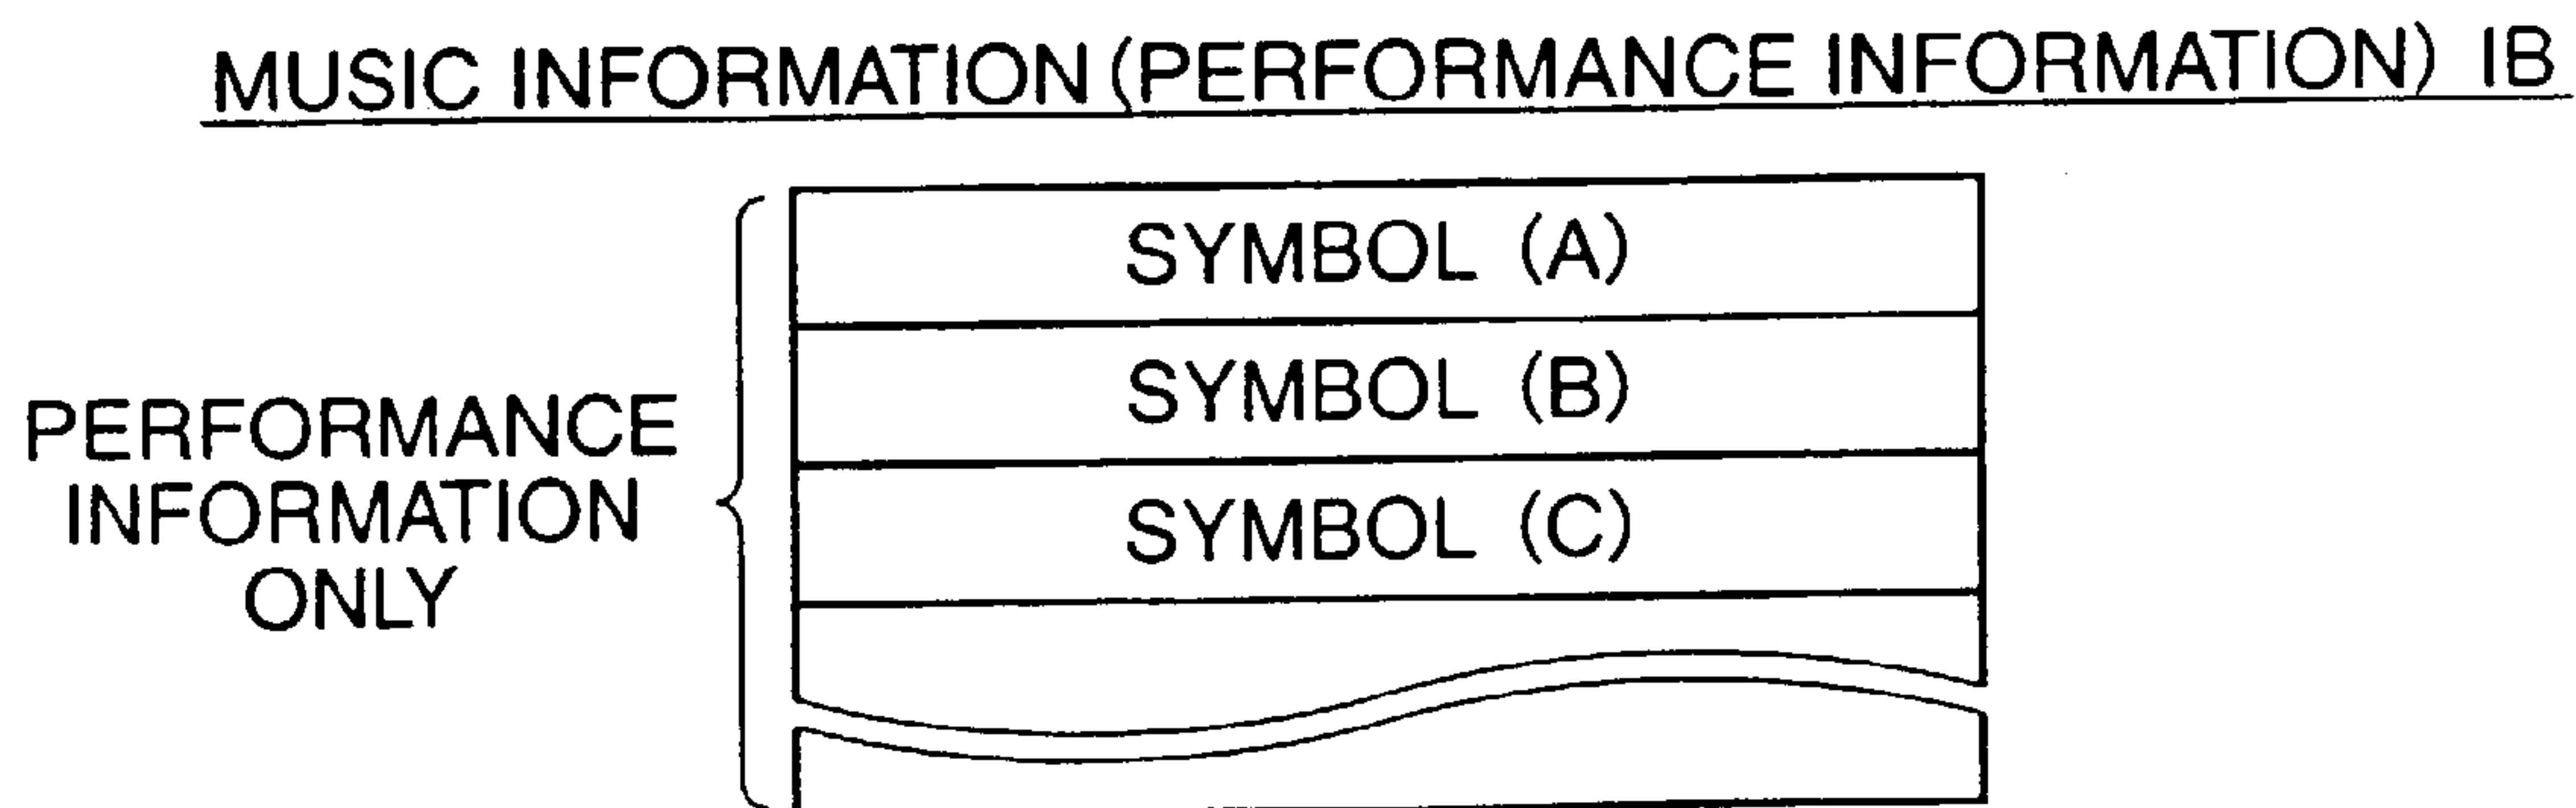 MUSIC INFORMATION (PERFORMANCE INFORMATION) IB
SYMBOL (A)
SYMBOL (B)
SYMBOL (C)
PERFORMANCE
INFORMATION
ONLY